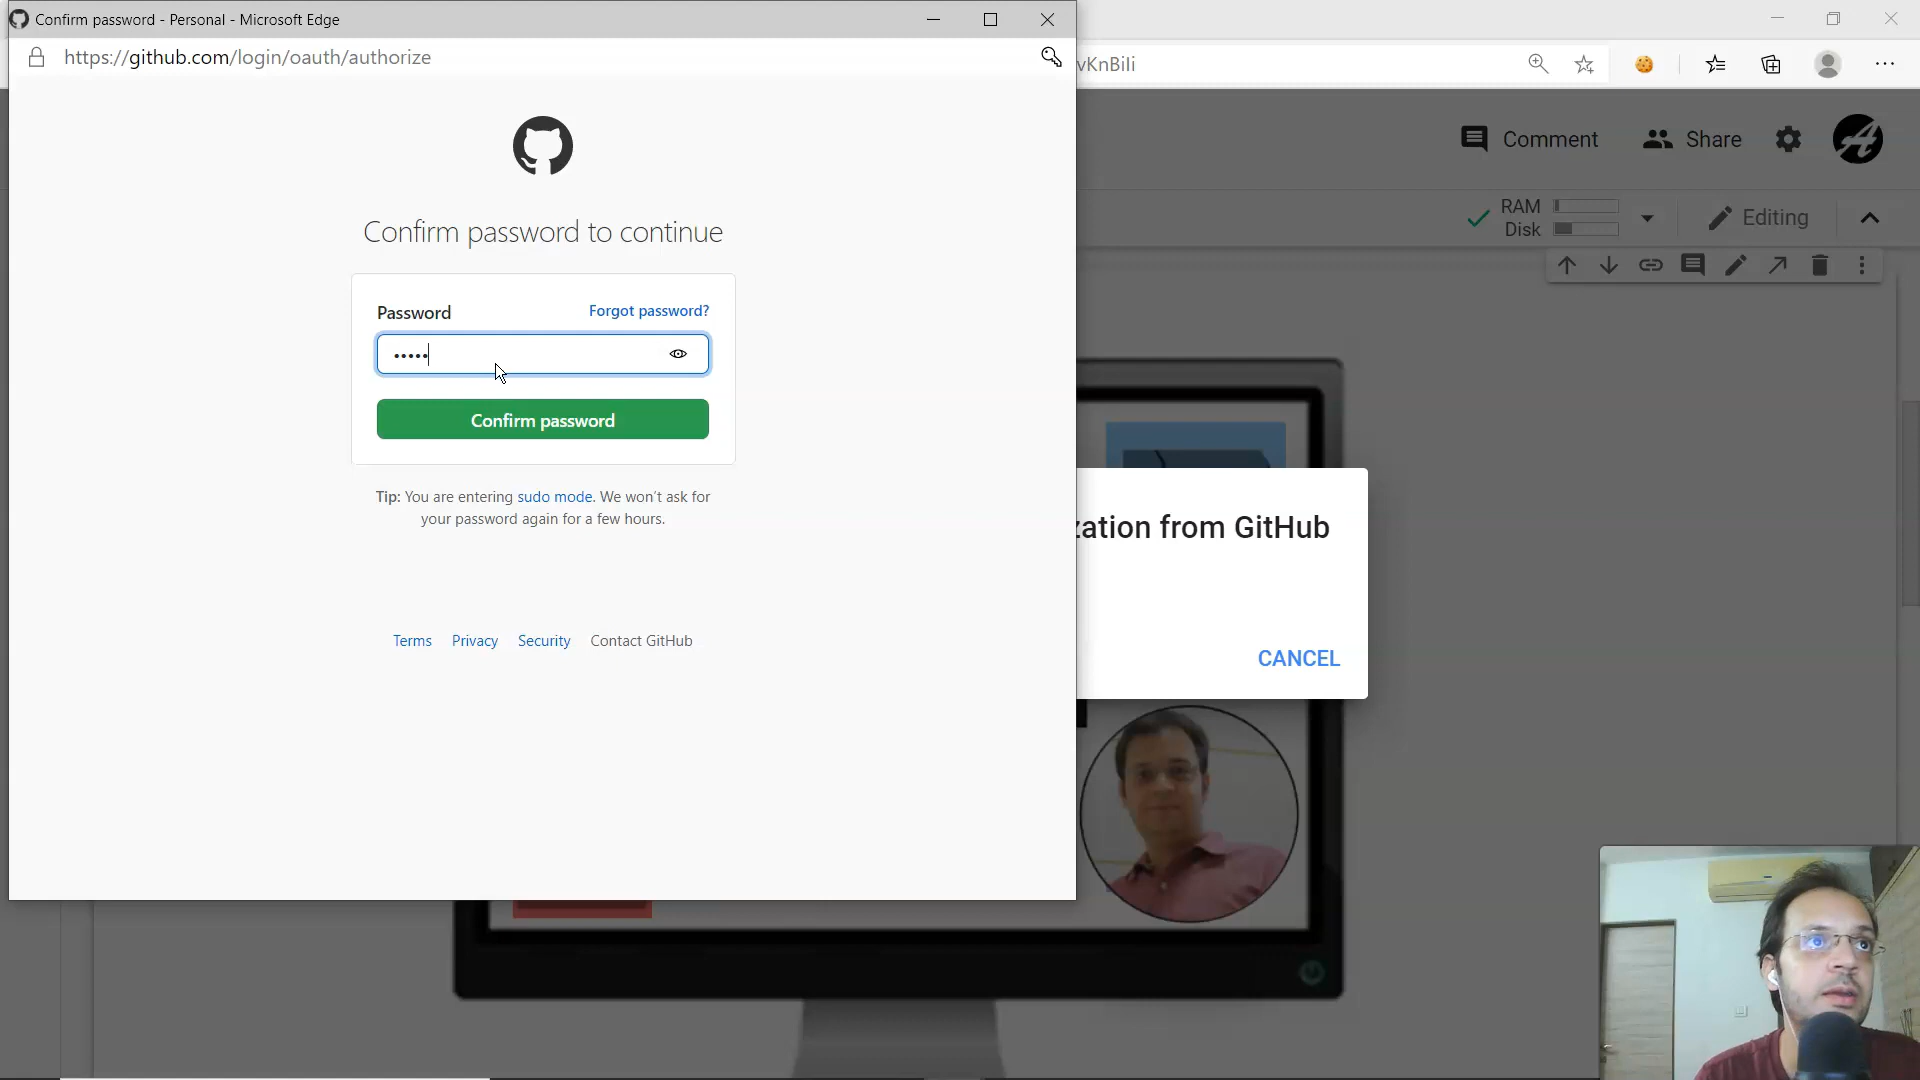 Confirm password - Personal - Microsoft Edge
https://github.com/login/oauth/authorize
vKnBili
Comment
Share
RAM
Disk
Editing
Confirm password to continue
Password
Forgot password?
•••••
Confirm password
Tip: You are entering sudo mode. We won't ask for
your password again for a few hours.
zation from GitHub
CANCEL
Terms
Privacy
Security
Contact GitHub